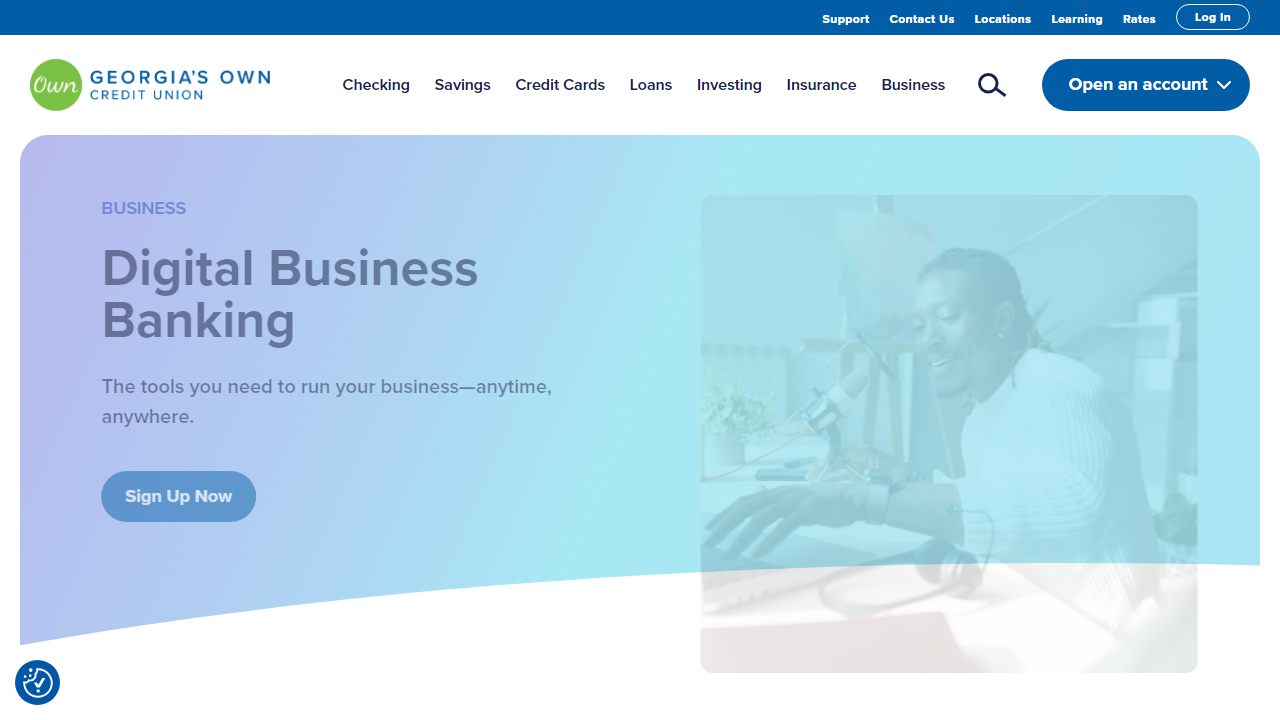 Support Contact Us Locations Learning Rates Log In
Own GEORGIA'S OWN
CREDIT UNION
Checking Savings Credit Cards Loans Investing Insurance Business Open an account
BUSINESS
Digital Business
Banking
The tools you need to run your business—anytime,
anywhere.
Sign Up Now